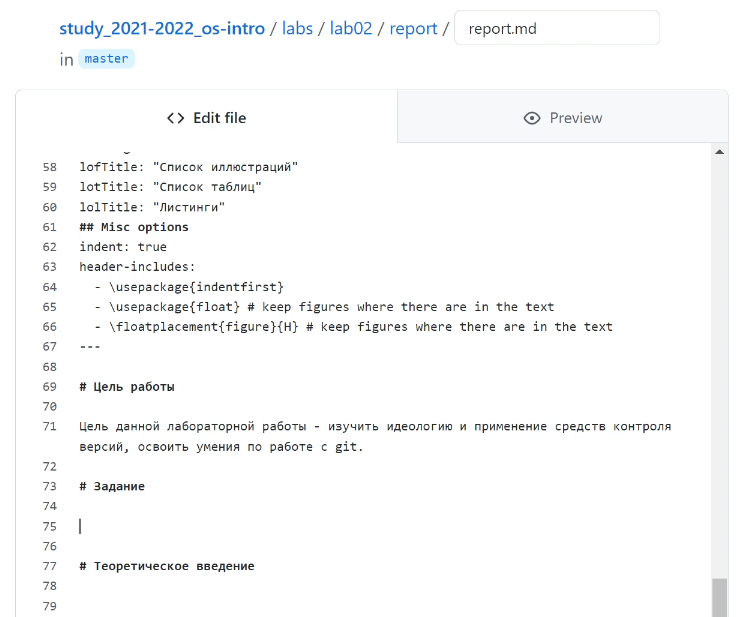 study_2021-2022_os-intro / labs / lab02 / report / report.md
in master
<> Edit file
Preview
58 lofTitle: "Список иллюстраций"
59 lotTitle: "Список таблиц"
60 lolTitle: "Листинги"
61 ## Misc options
62 indent: true
63 header-includes:
64 - \usepackage{indentfirst}
65 - \usepackage{float} # keep figures where there are in the text
66 - \floatplacement{figure}{H} # keep figures where there are in the text
67 ---
68
69 # Цель работы
70
71 Цель данной лабораторной работы - изучить идеологию и применение средств контроля
версий, освоить умения по работе с git.
72
73 # Задание
74
75
76
77 # Теоретическое введение
78
79